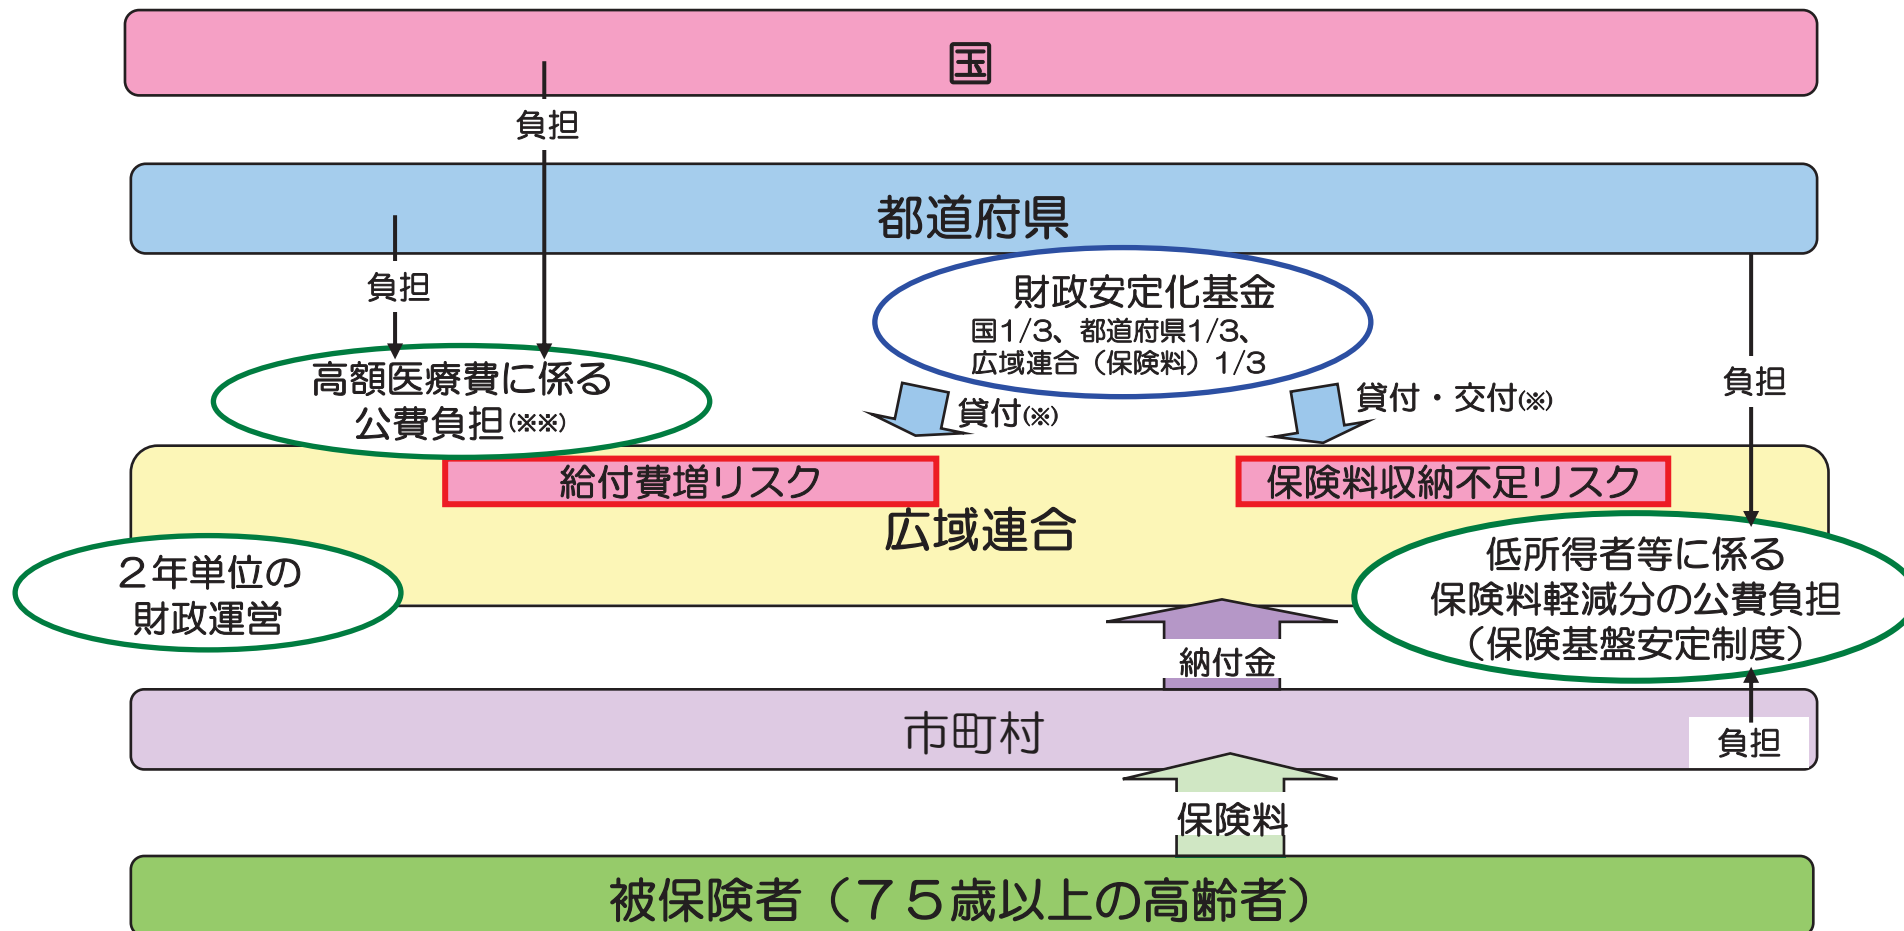 国
負担
都道府県
負担
財政安定化基金
国1/3、都道府県1/3、
広域連合（保険料）1/3
高額医療費に係る
公費負担(※※)
貸付(※)
貸付・交付(※)
負担
給付費増リスク
保険料収納不足リスク
広域連合
２年単位の
財政運営
低所得者等に係る
保険料軽減分の公費負担
（保険基盤安定制度）
納付金
市町村
負担
保険料
被保険者（７５歳以上の高齢者）